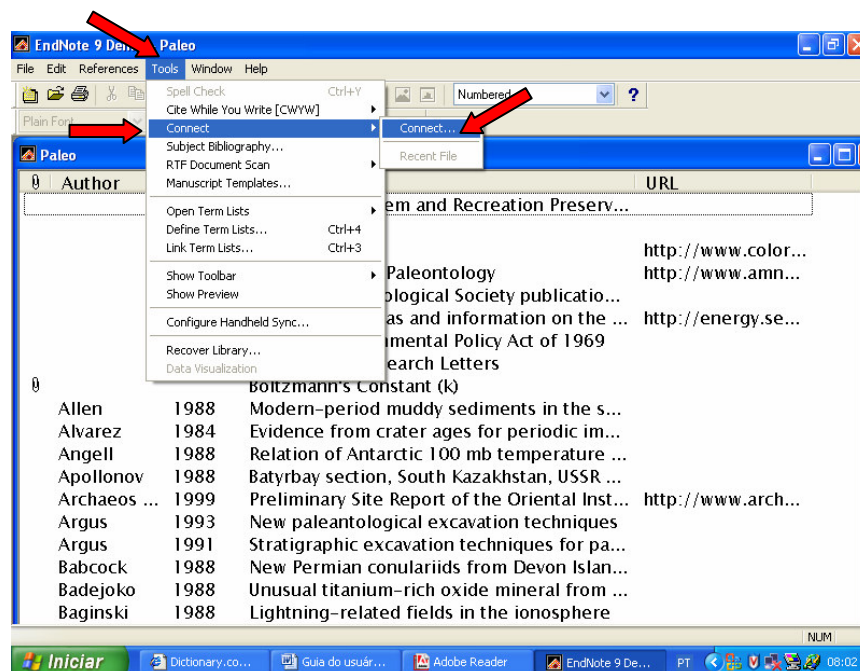 EndNote 9 Dem Paleo
File Edit References Tools Window Help
Numbered ?
Plain Font
Spell Check Ctrl+Y
Cite While You Write [CWYW]
Connect
Subject Bibliography...
RTF Document Scan
Manuscript Templates...
Open Term Lists
Define Term Lists... Ctrl+4
Link Term Lists... Ctrl+3
Show Toolbar
Show Preview
Configure Handheld Sync...
Recover Library...
Data Visualization
Connect...
Recent File
Paleo
Author URL
em and Recreation Preserv...
http://www.color...
Paleontology http://www.amn...
ological Society publicatio...
as and information on the ... http://energy.se...
mental Policy Act of 1969
earch Letters
Boltzmann's Constant (k)
Allen 1988 Modern-period muddy sediments in the s...
Alvarez 1984 Evidence from crater ages for periodic im...
Angell 1988 Relation of Antarctic 100 mb temperature ...
Apollonov 1988 Batyrbay section, South Kazakhstan, USSR ...
Archaeos ... 1999 Preliminary Site Report of the Oriental Inst... http://www.arch...
Argus 1993 New paleantological excavation techniques
Argus 1991 Stratigraphic excavation techniques for pa...
Babcock 1988 New Permian conulariids from Devon Islan...
Badejoko 1988 Unusual titanium-rich oxide mineral from ...
Baginski 1988 Lightning-related fields in the ionosphere
NUM
Iniciar Dictionary.co... Guia do usuár... Adobe Reader EndNote 9 De... PT 08:02